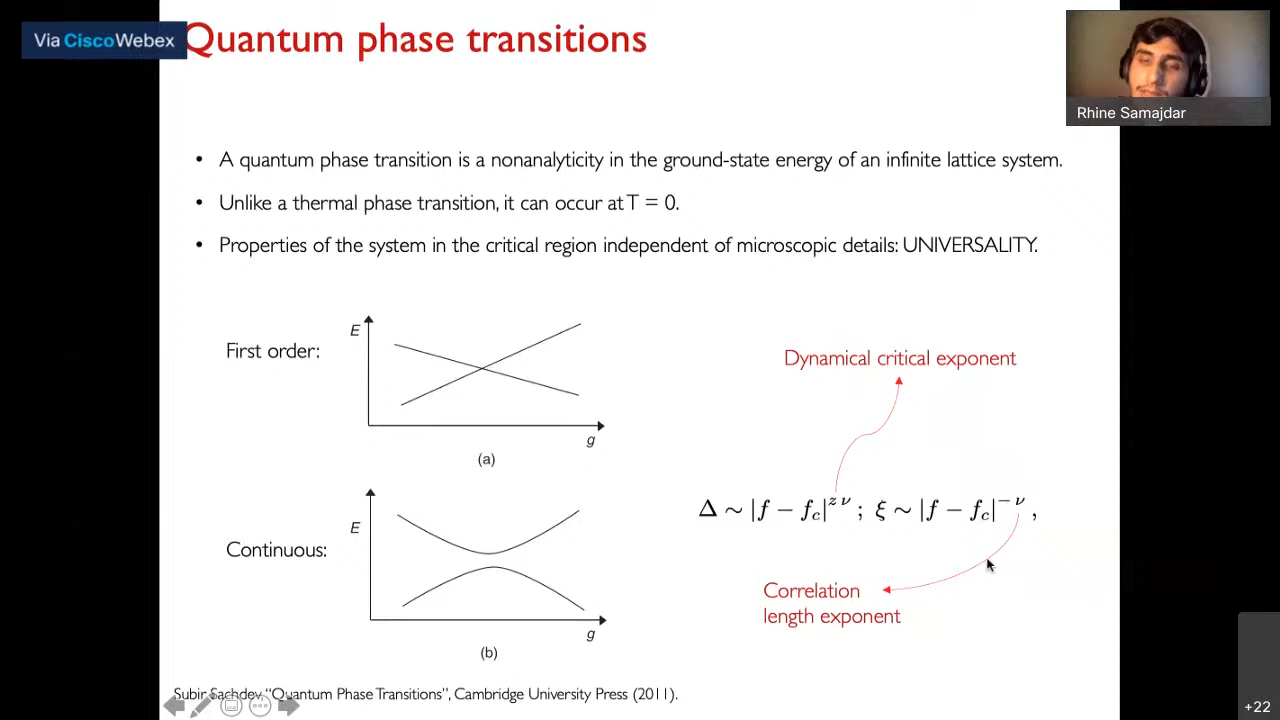 Via Cisco Webex
Quantum phase transitions
Rhine Samajdar
• A quantum phase transition is a nonanalyticity in the ground-state energy of an infinite lattice system.
• Unlike a thermal phase transition, it can occur at T = 0.
• Properties of the system in the critical region independent of microscopic details: UNIVERSALITY.
First order:
E
g
(a)
Continuous:
E
g
(b)
Dynamical critical exponent
Δ ∼ |f − f_c|^{z ν} ; ξ ∼ |f − f_c|^{− ν} ,
Correlation
length exponent
Subir Sachdev, "Quantum Phase Transitions", Cambridge University Press (2011).
+22